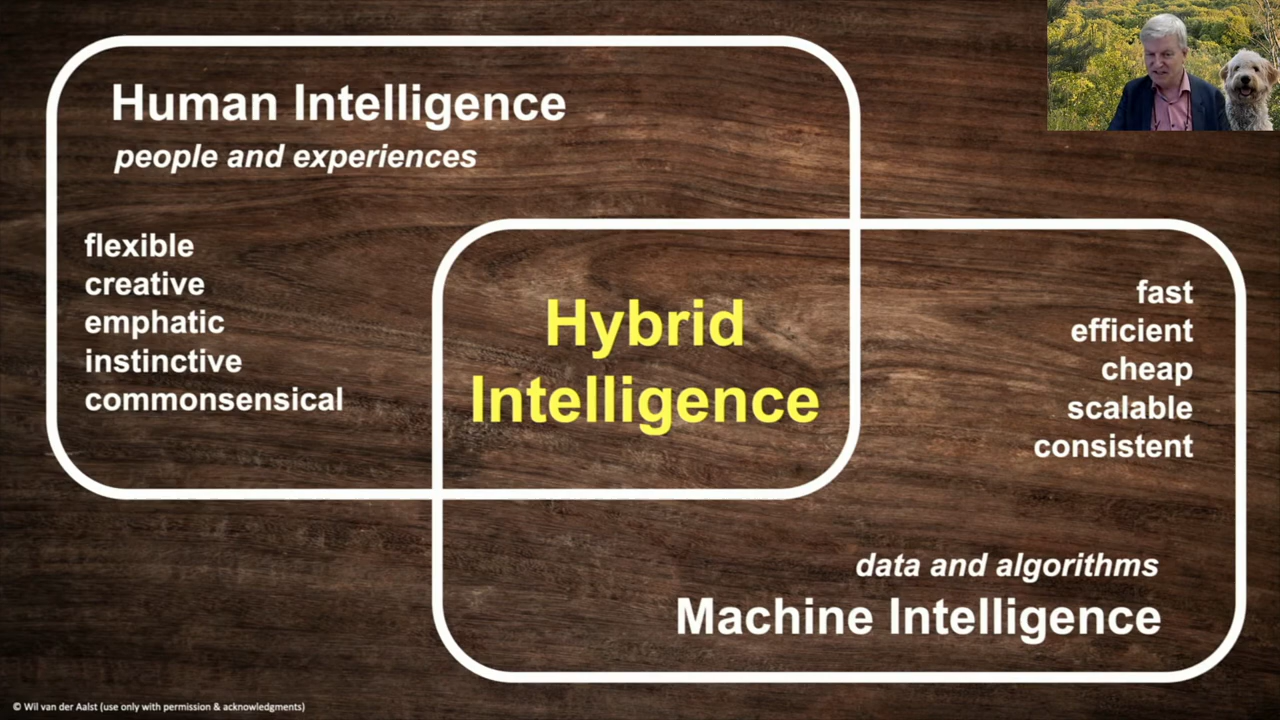 Human Intelligence
people and experiences
flexible
creative
emphatic
instinctive
commonsensical
Hybrid
Intelligence
fast
efficient
cheap
scalable
consistent
data and algorithms
Machine Intelligence
© Wil van der Aalst (use only with permission & acknowledgments)